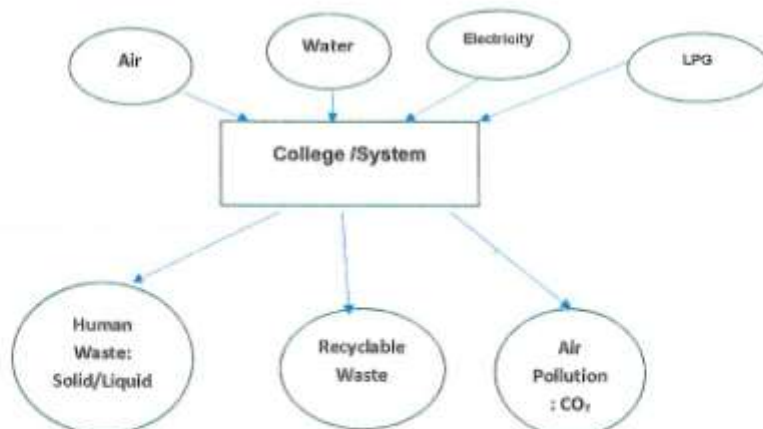 Air
Water
Electricity
LPG
College /System
Human
Waste:
Solid/Liquid
Recyclable
Waste
Air
Pollution
: CO₂